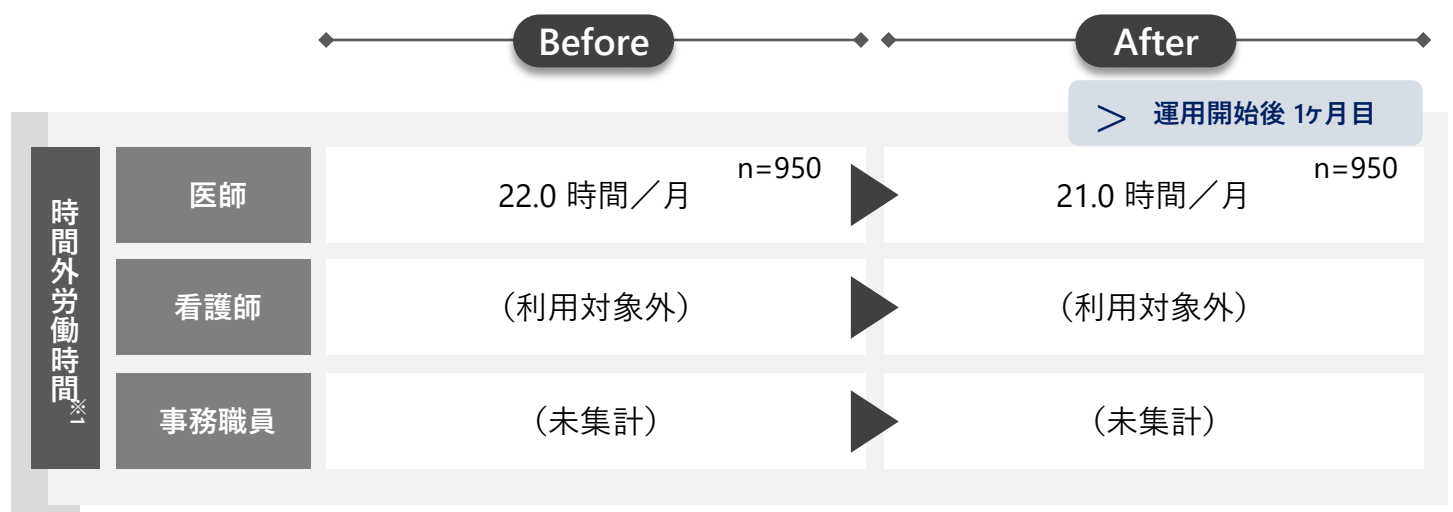 Before
After
> 運用開始後 1ヶ月目
時間外労働時間※1
医師
22.0 時間／月
n=950
21.0 時間／月
n=950
看護師
（利用対象外）
（利用対象外）
事務職員
（未集計）
（未集計）